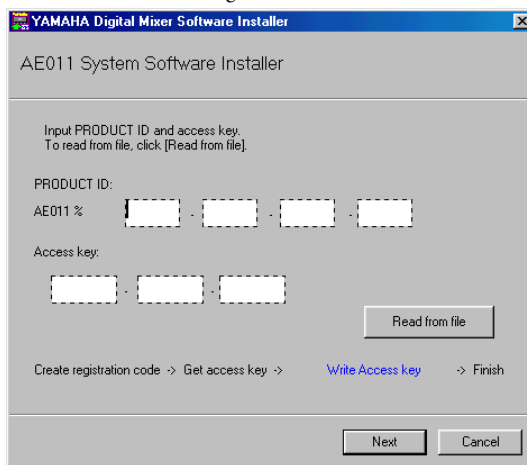 YAMAHA Digital Mixer Software Installer
AE011 System Software Installer
Input PRODUCT ID and access key.
To read from file, click [Read from file].
PRODUCT ID:
AE011 % - - -
Access key:
- -
Read from file
Create registration code -> Get access key -> Write Access key -> Finish
Next Cancel